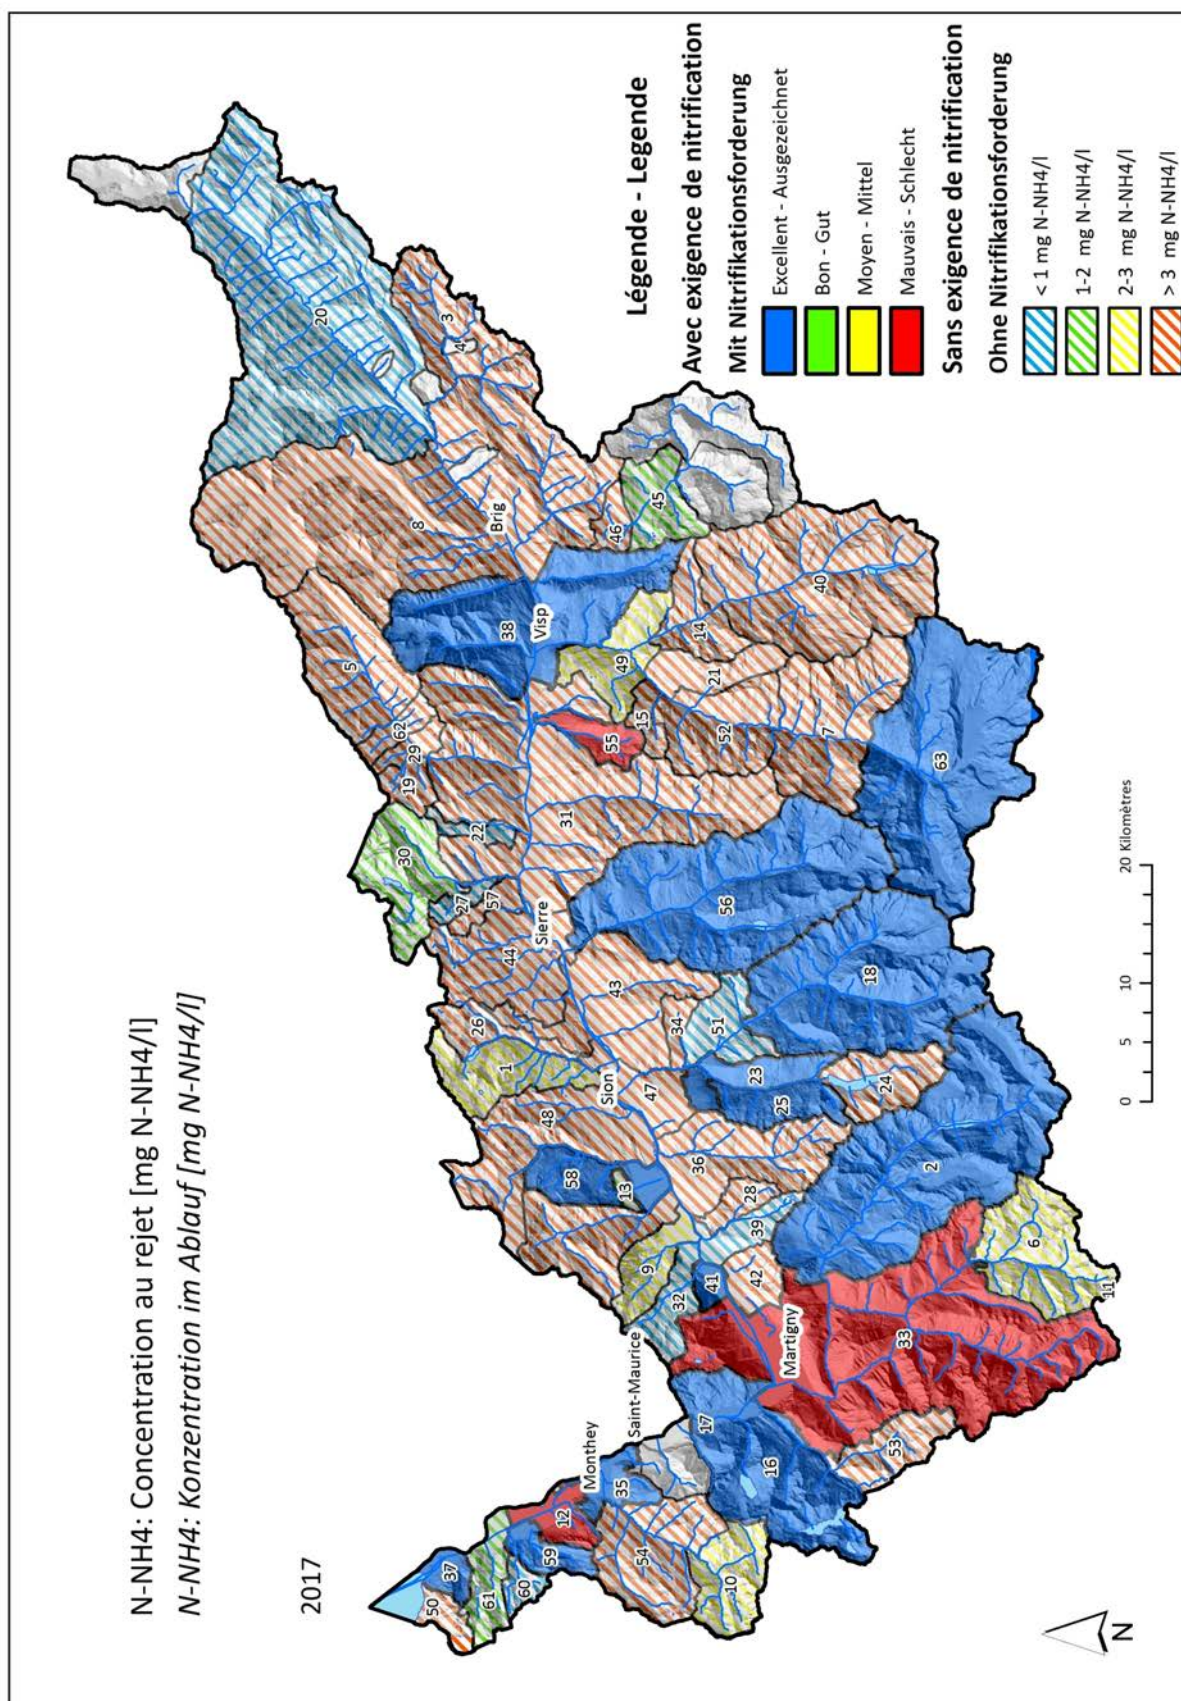 N-NH4: Concentration au rejet [mg N-NH4/l]
N-NH4: Konzentration im Ablauf [mg N-NH4/l]
2017
Légende - Legende
Avec exigence de nitrification
Mit Nitrifikationsforderung
Excellent - Ausgezeichnet
Bon - Gut
Moyen - Mittel
Mauvais - Schlecht
Sans exigence de nitrification
Ohne Nitrifikationsforderung
< 1 mg N-NH4/l
1-2 mg N-NH4/l
2-3 mg N-NH4/l
> 3 mg N-NH4/l
20
3
4
8
Brig
5
62
29
19
38
Visp
46
45
30
22
27
57
44
Sierre
31
55
15
49
14
40
21
52
7
63
26
1
Sion
43
34
51
56
18
48
47
23
25
24
58
13
36
28
39
2
9
32
41
42
6
11
Saint-Maurice
Martigny
33
Monthey
17
16
53
35
12
59
54
10
37
50
61
60
0
5
10
20 Kilomètres
N